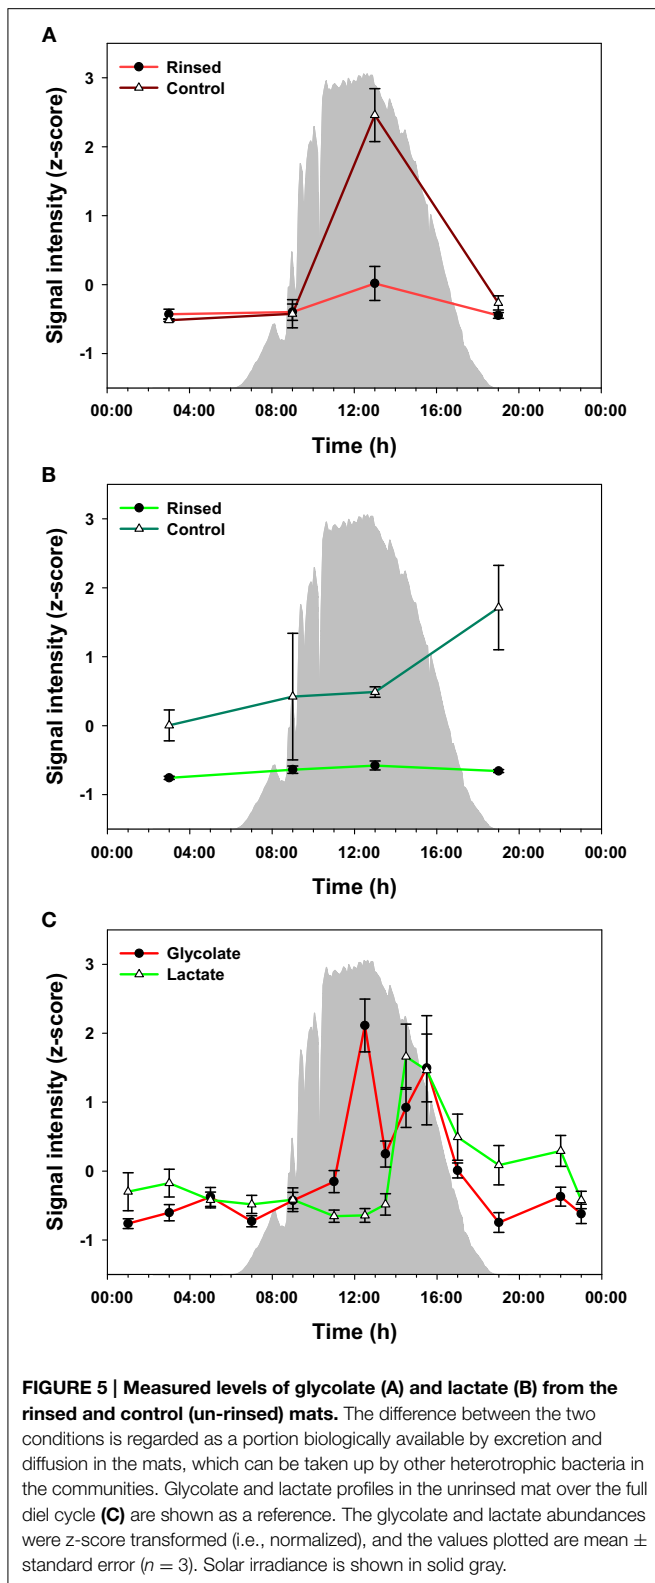 A
Rinsed
Control
Signal intensity (z-score)
3
2
1
0
-1
00:00 04:00 08:00 12:00 16:00 20:00 00:00
Time (h)
B
Rinsed
Control
Signal intensity (z-score)
3
2
1
0
-1
00:00 04:00 08:00 12:00 16:00 20:00 00:00
Time (h)
C
Glycolate
Lactate
Signal intensity (z-score)
3
2
1
0
-1
00:00 04:00 08:00 12:00 16:00 20:00 00:00
Time (h)
FIGURE 5 | Measured levels of glycolate (A) and lactate (B) from the
rinsed and control (un-rinsed) mats. The difference between the two
conditions is regarded as a portion biologically available by excretion and
diffusion in the mats, which can be taken up by other heterotrophic bacteria in
the communities. Glycolate and lactate profiles in the unrinsed mat over the full
diel cycle (C) are shown as a reference. The glycolate and lactate abundances
were z-score transformed (i.e., normalized), and the values plotted are mean ±
standard error (n = 3). Solar irradiance is shown in solid gray.